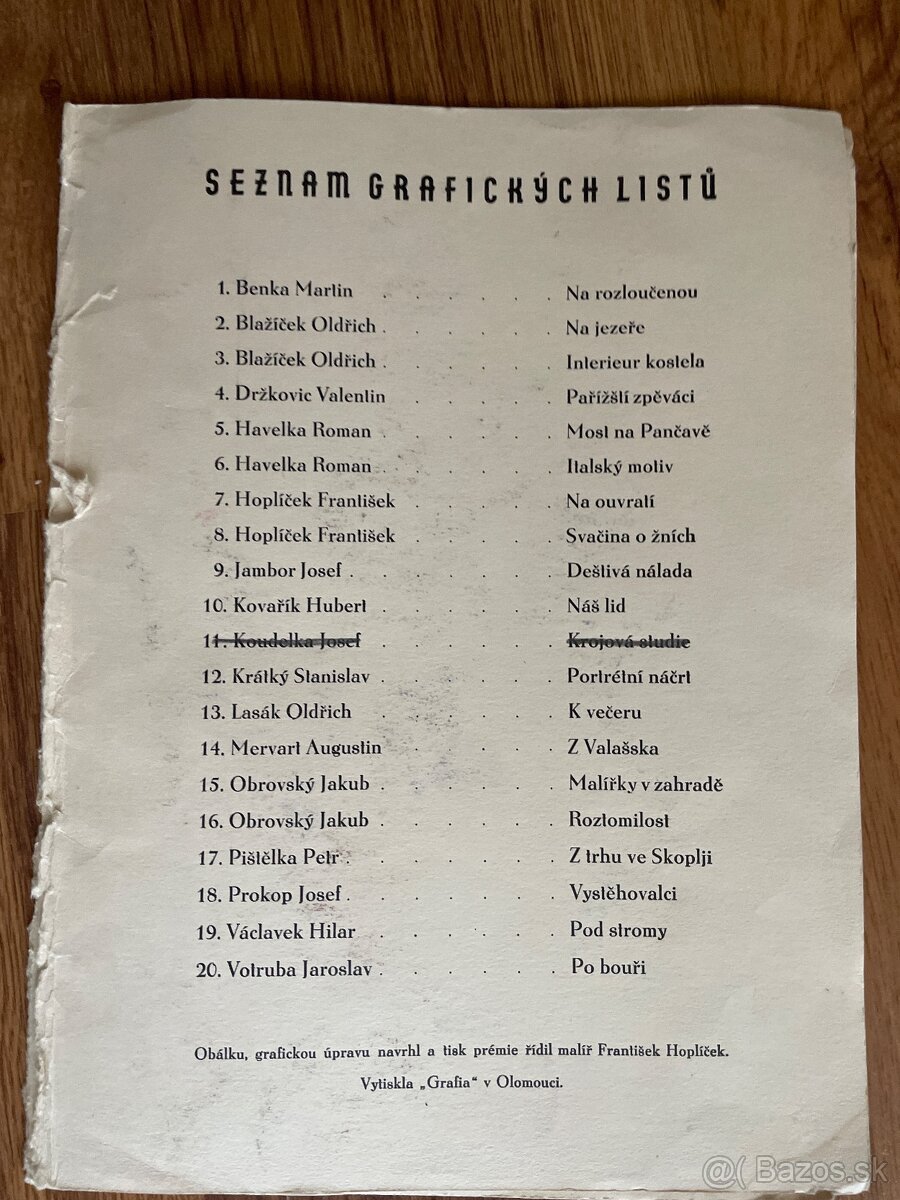 SEZNAM GRAFICKÝCH LISTŮ
1. Benka Martin . . . . . . Na rozloučenou
2. Blažíček Oldřich . . . . . . Na jezeře
3. Blažíček Oldřich . . . . . . Interieur kostela
4. Držkovic Valentin . . . . . Pařížští zpěváci
5. Havelka Roman . . . . . . Most na Pančavě
6. Havelka Roman . . . . . . Italský motiv
7. Hoplíček František . . . . . Na ouvratí
8. Hoplíček František . . . . . Svačina o žních
9. Jambor Josef . . . . . . . Dešlivá nálada
10. Kovařík Hubert . . . . . . Náš lid
11. Koudelka Josef . . . . . . Krojová studie
12. Krátký Stanislav . . . . . . Portrétní náčrt
13. Lasák Oldřich . . . . . . K večeru
14. Mervart Augustin . . . . . Z Valašska
15. Obrovský Jakub . . . . . . Malířky v zahradě
16. Obrovský Jakub . . . . . . Roztomilost
17. Pištělka Petr . . . . . . . Z trhu ve Skoplji
18. Prokop Josef . . . . . . . Vystěhovalci
19. Václavek Hilar . . . . . . Pod stromy
20. Votruba Jaroslav . . . . . . Po bouři
Obálku, grafickou úpravu navrhl a tisk prémie řídil malíř František Hoplíček.
Vytiskla „Grafia“ v Olomouci.
@( Bazos.sk